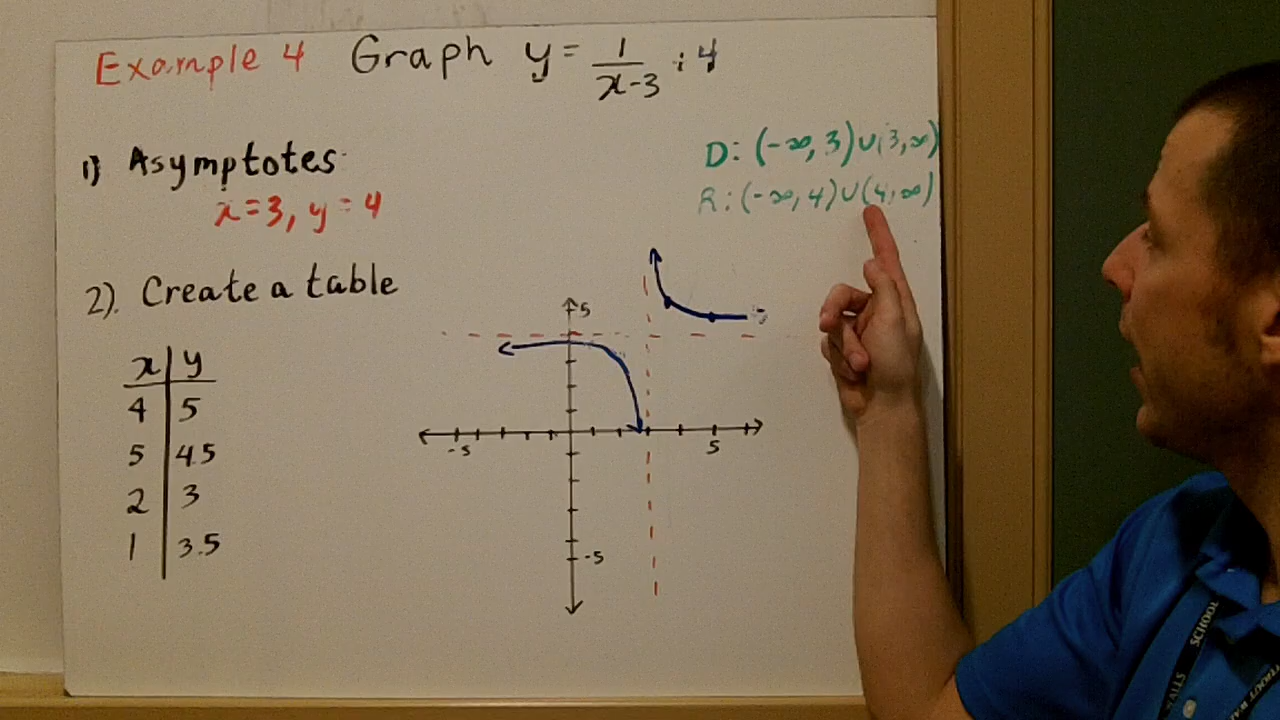 Example 4 Graph y = 1/(x-3) + 4
D: (-∞, 3)∪(3, ∞)
R: (-∞, 4)∪(4, ∞)
1) Asymptotes
x=3, y=4
2). Create a table
x y
4 5
5 4.5
2 3
1 3.5
5
-5
5
-5
SCHOOL